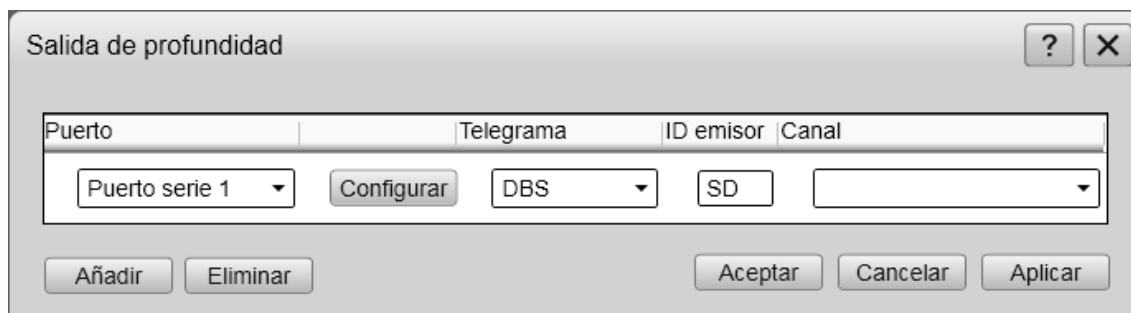 Salida de profundidad ?
Puerto Telegrama ID emisor Canal
Puerto serie 1 Configurar DBS SD
Añadir Eliminar Aceptar Cancelar Aplicar